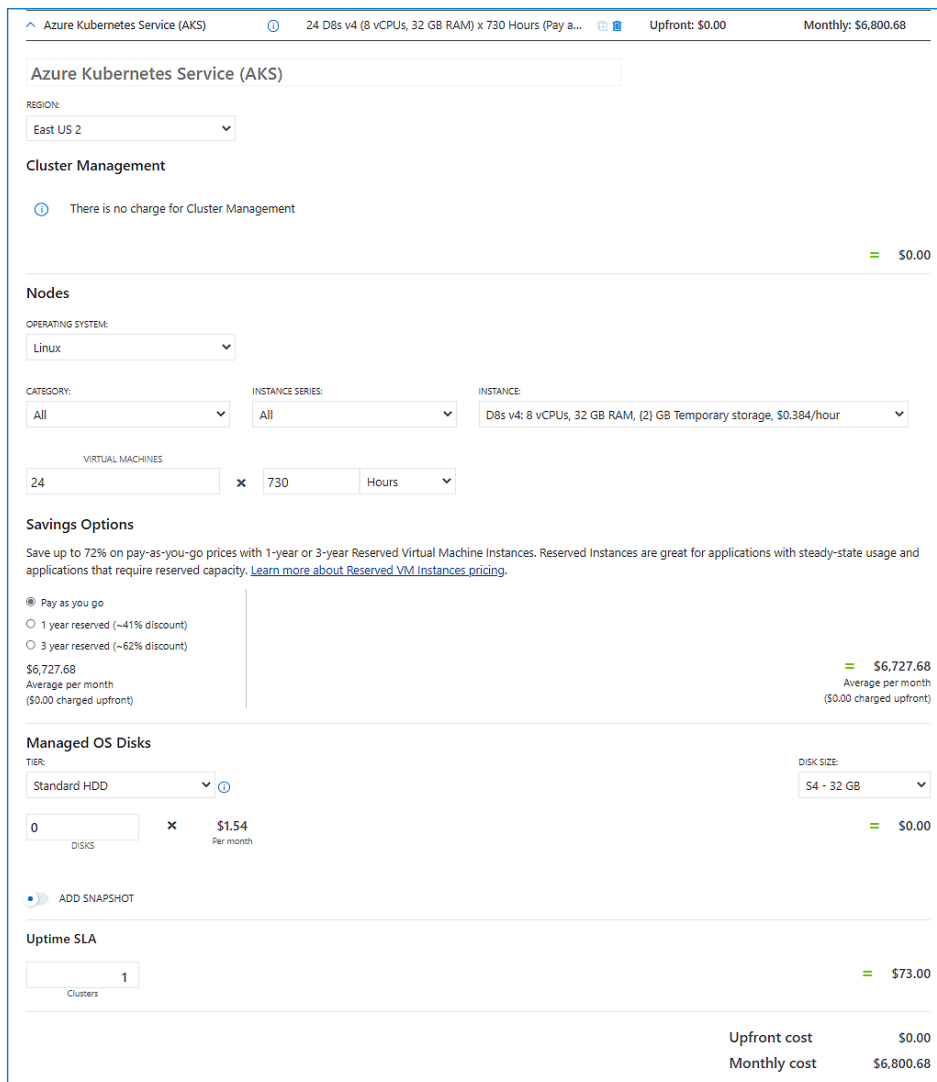 Azure Kubernetes Service (AKS) 24 D8s v4 (8 vCPUs, 32 GB RAM) x 730 Hours (Pay a... Upfront: $0.00 Monthly: $6,800.68
Azure Kubernetes Service (AKS)
REGION:
East US 2
Cluster Management
There is no charge for Cluster Management
= $0.00
Nodes
OPERATING SYSTEM:
Linux
CATEGORY: INSTANCE SERIES: INSTANCE:
All All D8s v4: 8 vCPUs, 32 GB RAM, {2} GB Temporary storage, $0.384/hour
VIRTUAL MACHINES
24 × 730 Hours
Savings Options
Save up to 72% on pay-as-you-go prices with 1-year or 3-year Reserved Virtual Machine Instances. Reserved Instances are great for applications with steady-state usage and
applications that require reserved capacity. Learn more about Reserved VM Instances pricing.
Pay as you go
1 year reserved (~41% discount)
3 year reserved (~62% discount)
$6,727.68 = $6,727.68
Average per month Average per month
($0.00 charged upfront) ($0.00 charged upfront)
Managed OS Disks
TIER: DISK SIZE:
Standard HDD S4 - 32 GB
0 × $1.54 = $0.00
DISKS Per month
ADD SNAPSHOT
Uptime SLA
1 = $73.00
Clusters
Upfront cost $0.00
Monthly cost $6,800.68